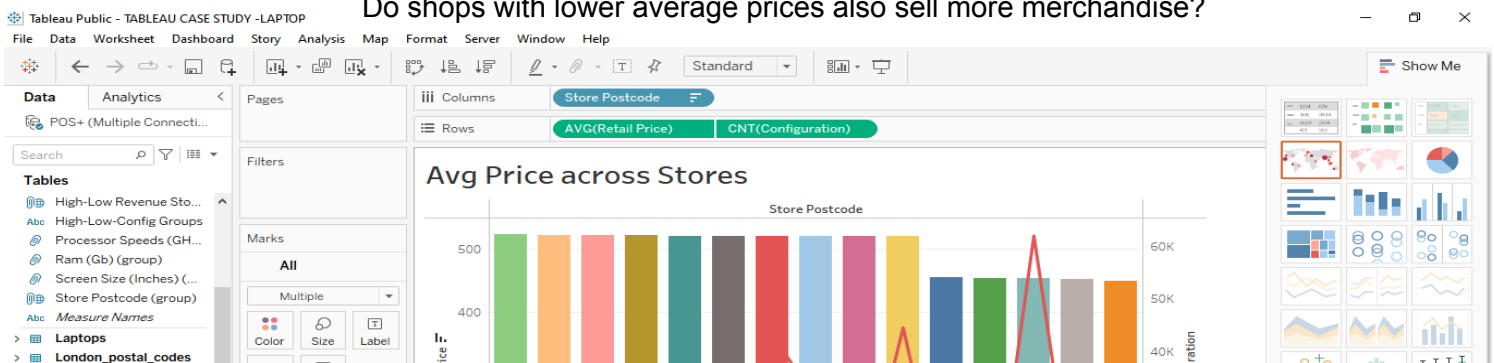 Do shops with lower average prices also sell more merchandise?
Tableau Public - TABLEAU CASE STUDY -LAPTOP
File Data Worksheet Dashboard Story Analysis Map Format Server Window Help
Standard
Show Me
Data Analytics
Pages
Columns Store Postcode
POS+ (Multiple Connecti...
Rows AVG(Retail Price) CNT(Configuration)
Search
Filters
Avg Price across Stores
Tables
High-Low Revenue Sto...
Abc High-Low-Config Groups
Processor Speeds (GH...
Ram (Gb) (group)
Screen Size (Inches) (...
Store Postcode (group)
Abc Measure Names
Laptops
London_postal_codes
Marks
All
Multiple
Color Size Label
T
Store Postcode
500
400
60K
50K
40K